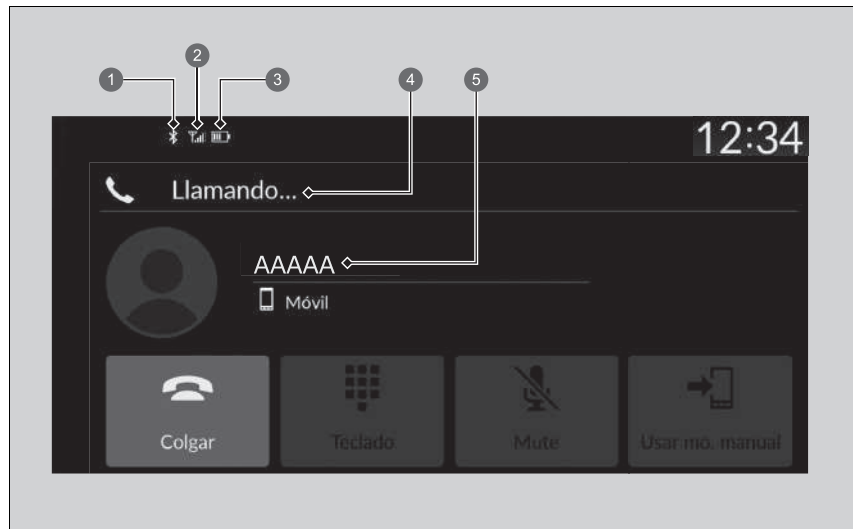 2
1
3
4
5
12:34
Llamando...
AAAAA
Móvil
Colgar
Teclado
Mute
Usar mo. manual